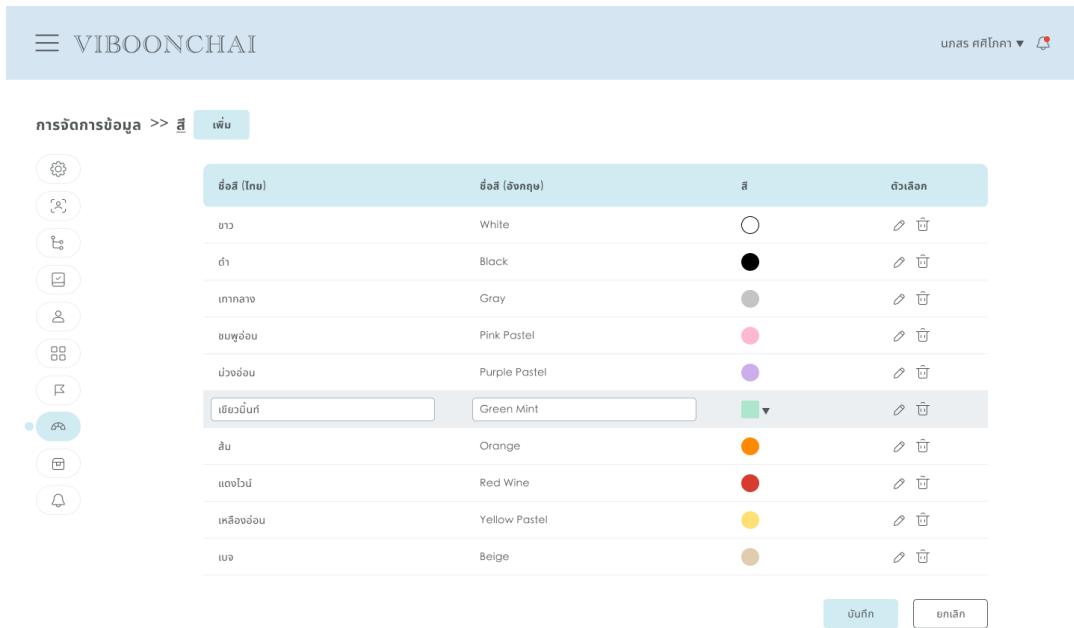 VIBOONCHAI
นภสร ศศิโภคา ▼
การจัดการข้อมูล >> สี เพิ่ม
ชื่อสี (ไทย) ชื่อสี (อังกฤษ) สี ตัวเลือก
ขาว White
ดำ Black
เทากลาง Gray
ชมพูอ่อน Pink Pastel
ม่วงอ่อน Purple Pastel
เขียวมิ้นท์ Green Mint ▼
ส้ม Orange
แดงไวน์ Red Wine
เหลืองอ่อน Yellow Pastel
เบจ Beige
บันทึก ยกเลิก